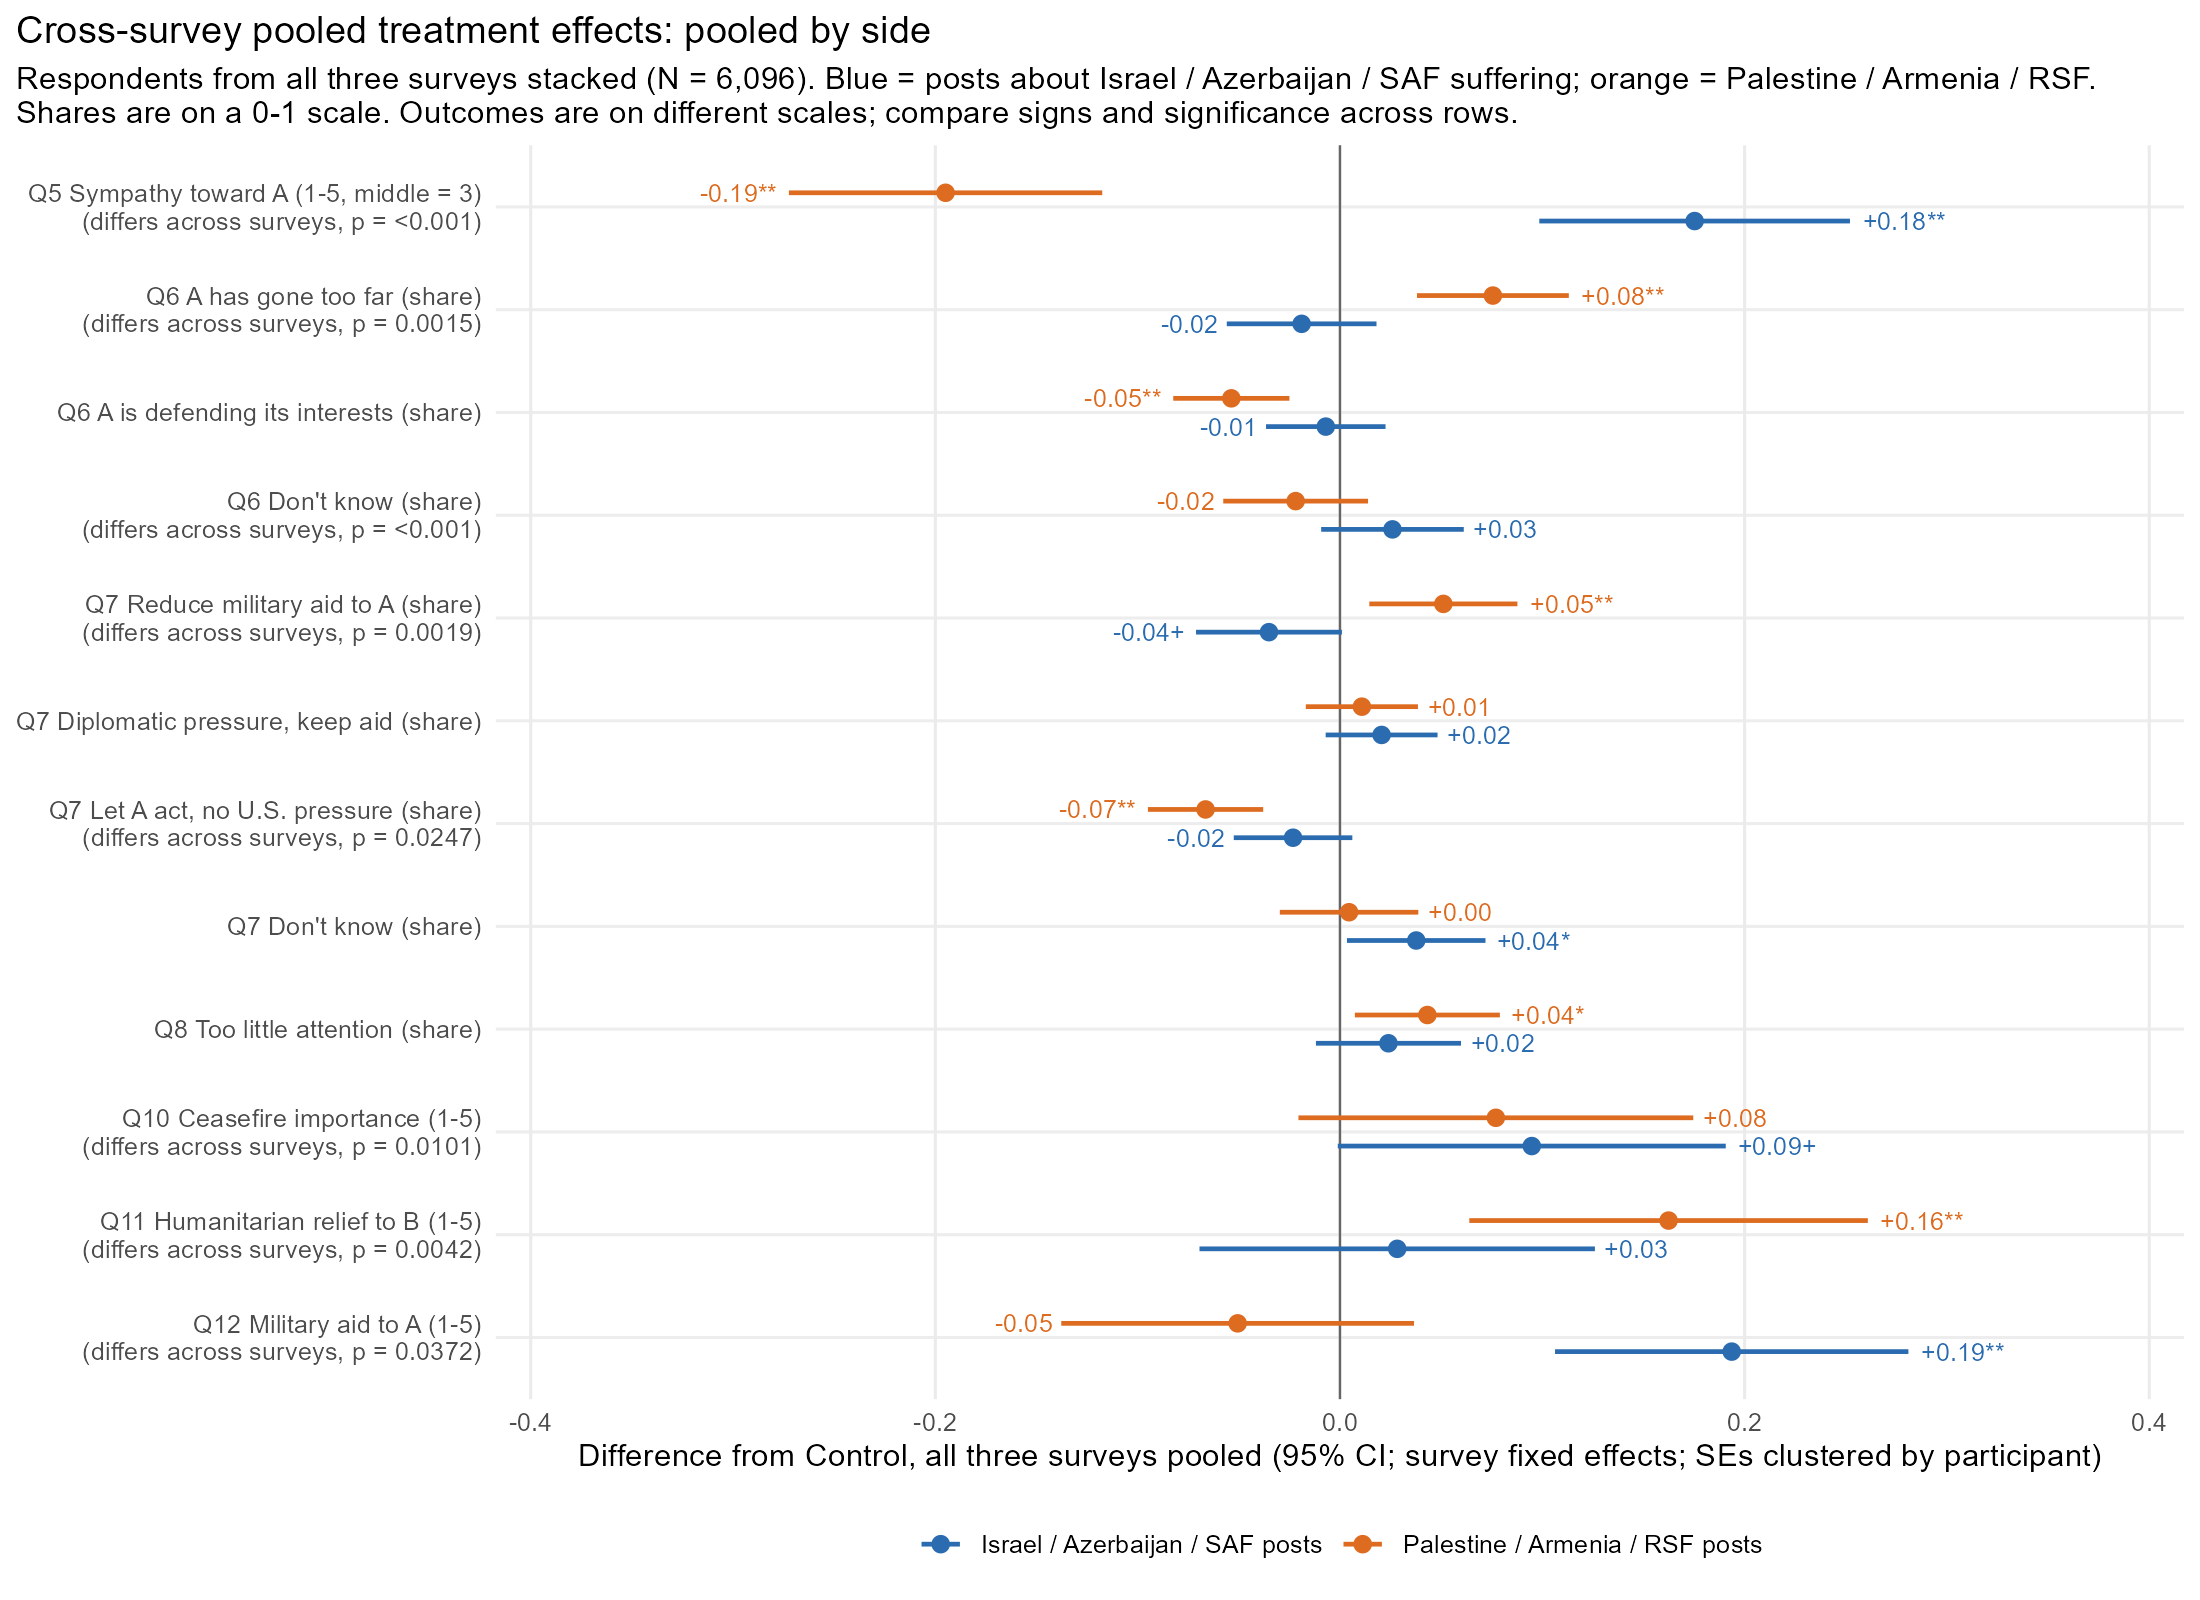 Cross-survey pooled treatment effects: pooled by side
Respondents from all three surveys stacked (N = 6,096). Blue = posts about Israel / Azerbaijan / SAF suffering; orange = Palestine / Armenia / RSF.
Shares are on a 0-1 scale. Outcomes are on different scales; compare signs and significance across rows.
Q5 Sympathy toward A (1-5, middle = 3)
(differs across surveys, p = <0.001)
-0.19**
+0.18**
Q6 A has gone too far (share)
(differs across surveys, p = 0.0015)
+0.08**
-0.02
Q6 A is defending its interests (share)
-0.05**
-0.01
Q6 Don't know (share)
(differs across surveys, p = <0.001)
-0.02
+0.03
Q7 Reduce military aid to A (share)
(differs across surveys, p = 0.0019)
+0.05**
-0.04+
Q7 Diplomatic pressure, keep aid (share)
+0.01
+0.02
Q7 Let A act, no U.S. pressure (share)
(differs across surveys, p = 0.0247)
-0.07**
-0.02
Q7 Don't know (share)
+0.00
+0.04*
Q8 Too little attention (share)
+0.04*
+0.02
Q10 Ceasefire importance (1-5)
(differs across surveys, p = 0.0101)
+0.08
+0.09+
Q11 Humanitarian relief to B (1-5)
(differs across surveys, p = 0.0042)
+0.16**
+0.03
Q12 Military aid to A (1-5)
(differs across surveys, p = 0.0372)
-0.05
+0.19**
-0.4
-0.2
0.0
0.2
0.4
Difference from Control, all three surveys pooled (95% CI; survey fixed effects; SEs clustered by participant)
Israel / Azerbaijan / SAF posts
Palestine / Armenia / RSF posts